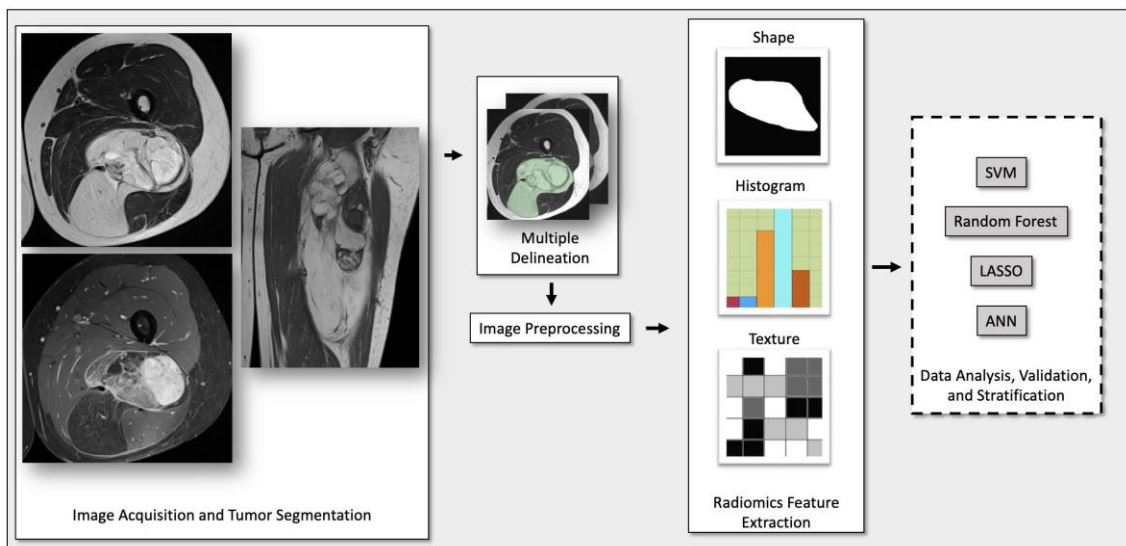 Image Acquisition and Tumor Segmentation
Multiple
Delineation
Image Preprocessing
Shape
Histogram
Texture
Radiomics Feature
Extraction
SVM
Random Forest
LASSO
ANN
Data Analysis, Validation,
and Stratification